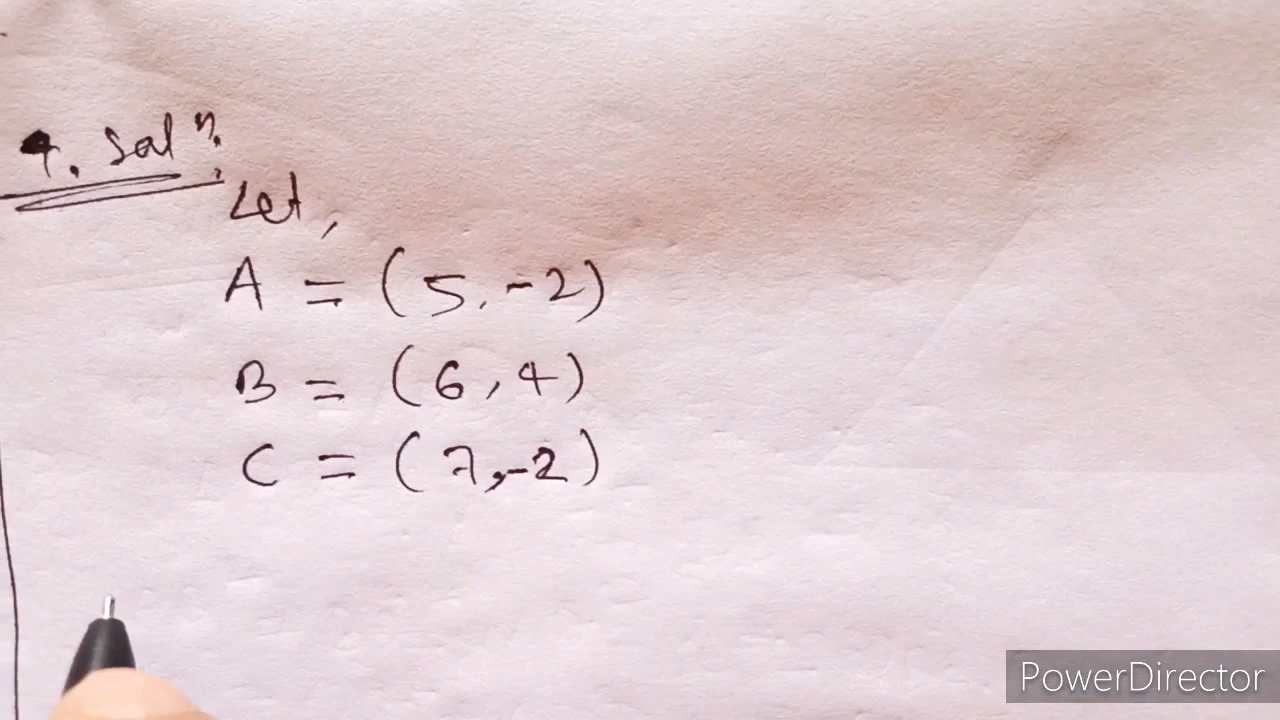 4. Solⁿ:
Let,
A = (5, -2)
B = (6, 4)
C = (7, -2)
PowerDirector